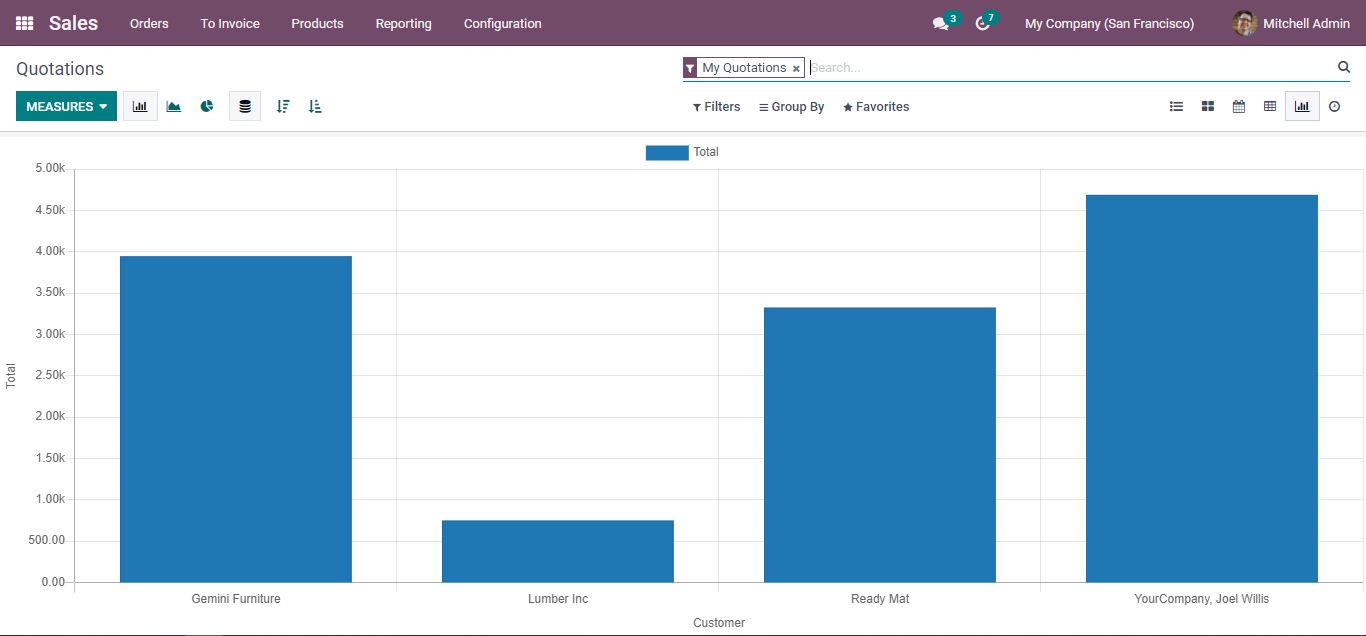 Sales Orders To Invoice Products Reporting Configuration 3 7 My Company (San Francisco) Mitchell Admin
Quotations My Quotations × Search...
MEASURES Filters Group By Favorites
Total
5.00k
4.50k
4.00k
3.50k
3.00k
2.50k
2.00k
1.50k
1.00k
500.00
0.00
Total
Gemini Furniture Lumber Inc Ready Mat YourCompany, Joel Willis
Customer